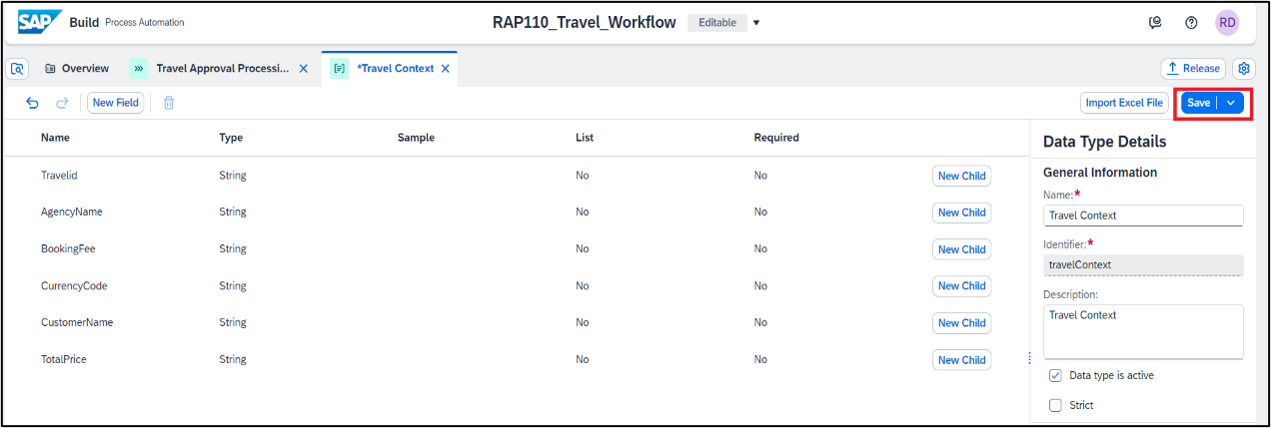 SAP Build Process Automation
RAP110_Travel_Workflow Editable
RD
Overview
Travel Approval Processi...
*Travel Context
Release
New Field
Import Excel File
Save
Name Type Sample List Required
Travelid String No No New Child
AgencyName String No No New Child
BookingFee String No No New Child
CurrencyCode String No No New Child
CustomerName String No No New Child
TotalPrice String No No New Child
Data Type Details
General Information
Name:*
Travel Context
Identifier:*
travelContext
Description:
Travel Context
Data type is active
Strict